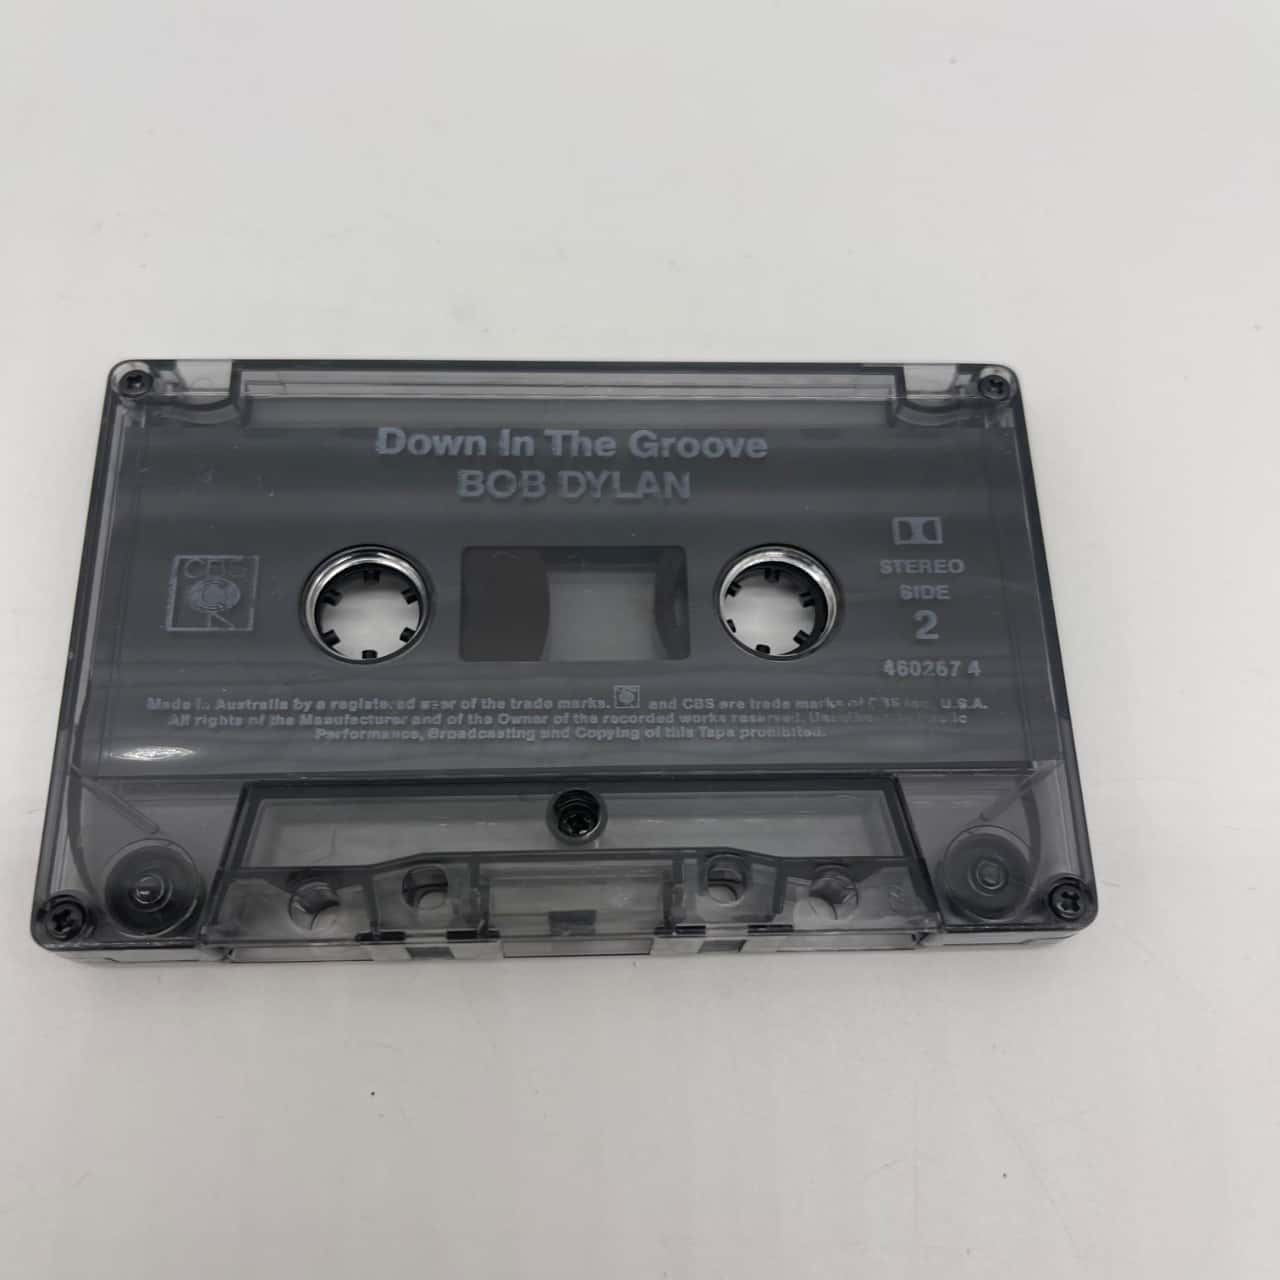 Down In The Groove
BOB DYLAN
CBS
STEREO
SIDE
2
460267 4
Made in Australia by a registered user of the trade marks. and CBS are trade marks of CBS Inc. U.S.A.
All rights of the Manufacturer and of the Owner of the recorded works reserved.
Performance, Broadcasting and Copying of this Tape prohibited.